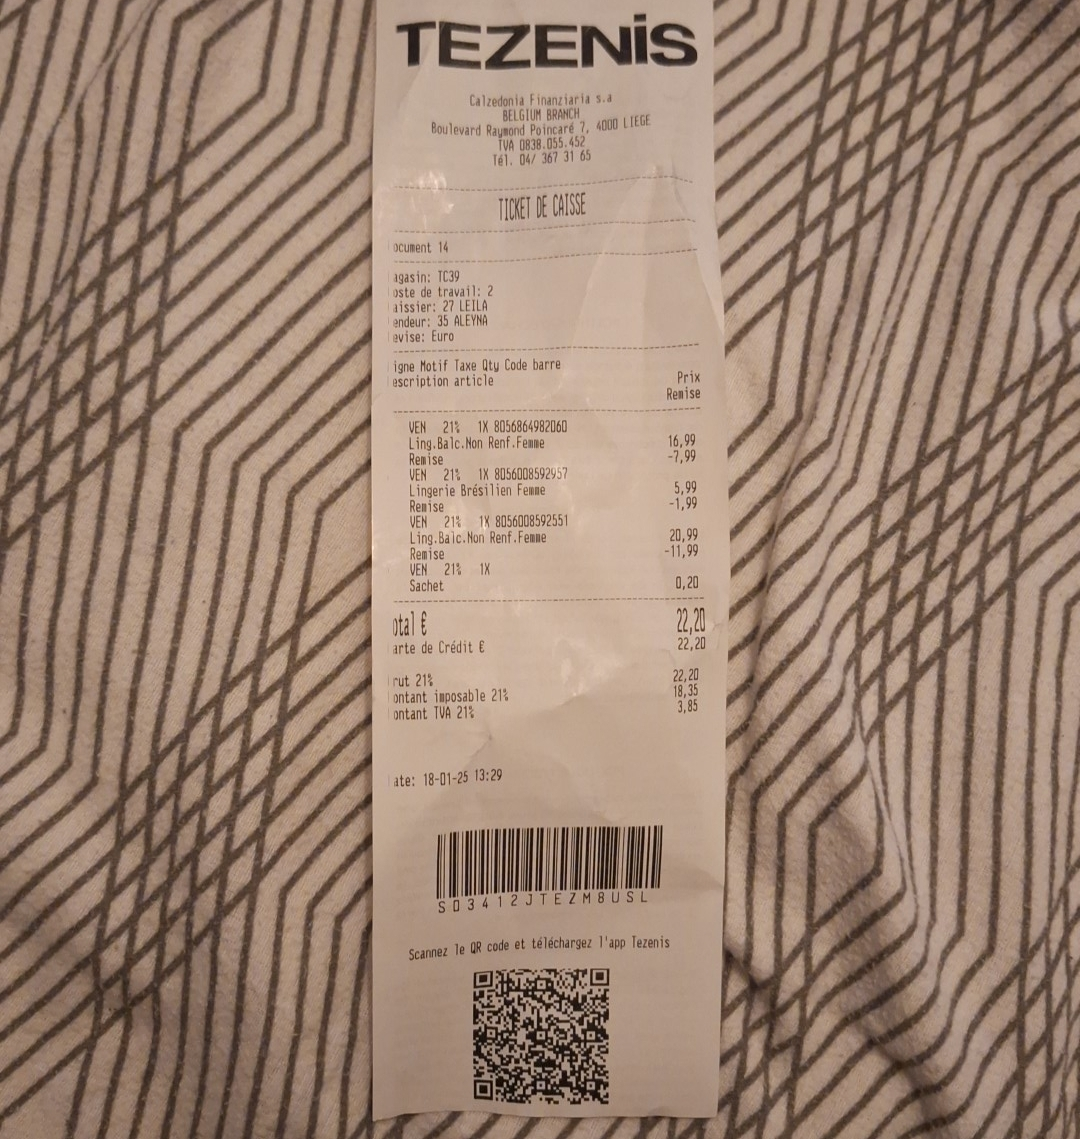 TEZENiS
Calzedonia Finanziaria s.a
BELGIUM BRANCH
Boulevard Raymond Poincaré 7, 4000 LIEGE
TVA 0838.055.452
Tél. 04/ 367 31 65
TICKET DE CAISSE
ocument 14
agasin: TC39
oste de travail: 2
aissier: 27 LEILA
endeur: 35 ALEYNA
evise: Euro
igne Motif Taxe Qty Code barre
escription article Prix
Remise
VEN 21% 1X 8056864982060
Ling.Balc.Non Renf.Femme 16,99
Remise -7,99
VEN 21% 1X 8056008592957
Lingerie Brésilien Femme 5,99
Remise -1,99
VEN 21% 1X 8056008592551
Ling.Balc.Non Renf.Femme 20,99
Remise -11,99
VEN 21% 1X
Sachet 0,20
otal € 22,20
arte de Crédit € 22,20
rut 21% 22,20
ontant imposable 21% 18,35
ontant TVA 21% 3,85
ate: 18-01-25 13:29
S03412JTEZM8USL
Scannez le QR code et téléchargez l'app Tezenis